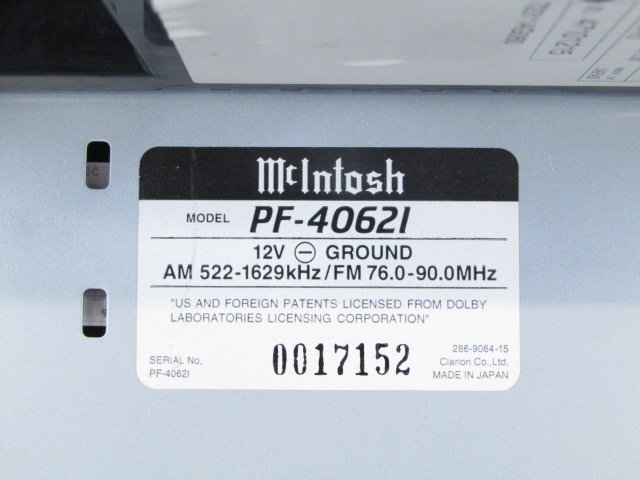 McIntosh
MODEL PF-4062I
12V ⊖ GROUND
AM 522-1629kHz/FM 76.0-90.0MHz
"US AND FOREIGN PATENTS LICENSED FROM DOLBY
LABORATORIES LICENSING CORPORATION"
SERIAL No.
PF-4062I
0017152
286-9064-15
Clarion Co.,Ltd.
MADE IN JAPAN